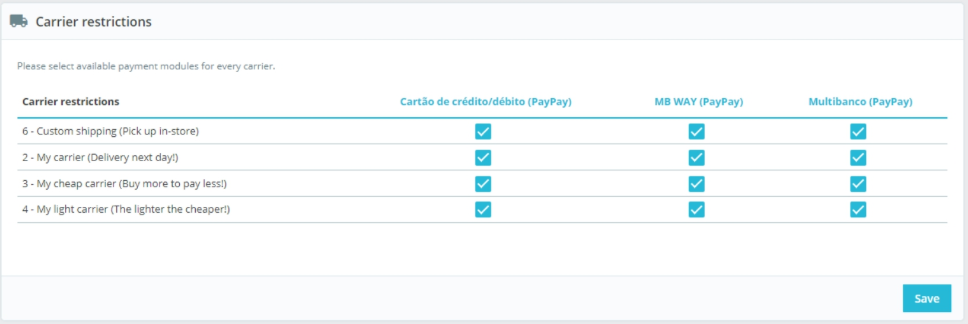 Carrier restrictions
Please select available payment modules for every carrier.
Carrier restrictions Cartão de crédito/débito (PayPay) MB WAY (PayPay) Multibanco (PayPay)
6 - Custom shipping (Pick up in-store)
2 - My carrier (Delivery next day!)
3 - My cheap carrier (Buy more to pay less!)
4 - My light carrier (The lighter the cheaper!)
Save